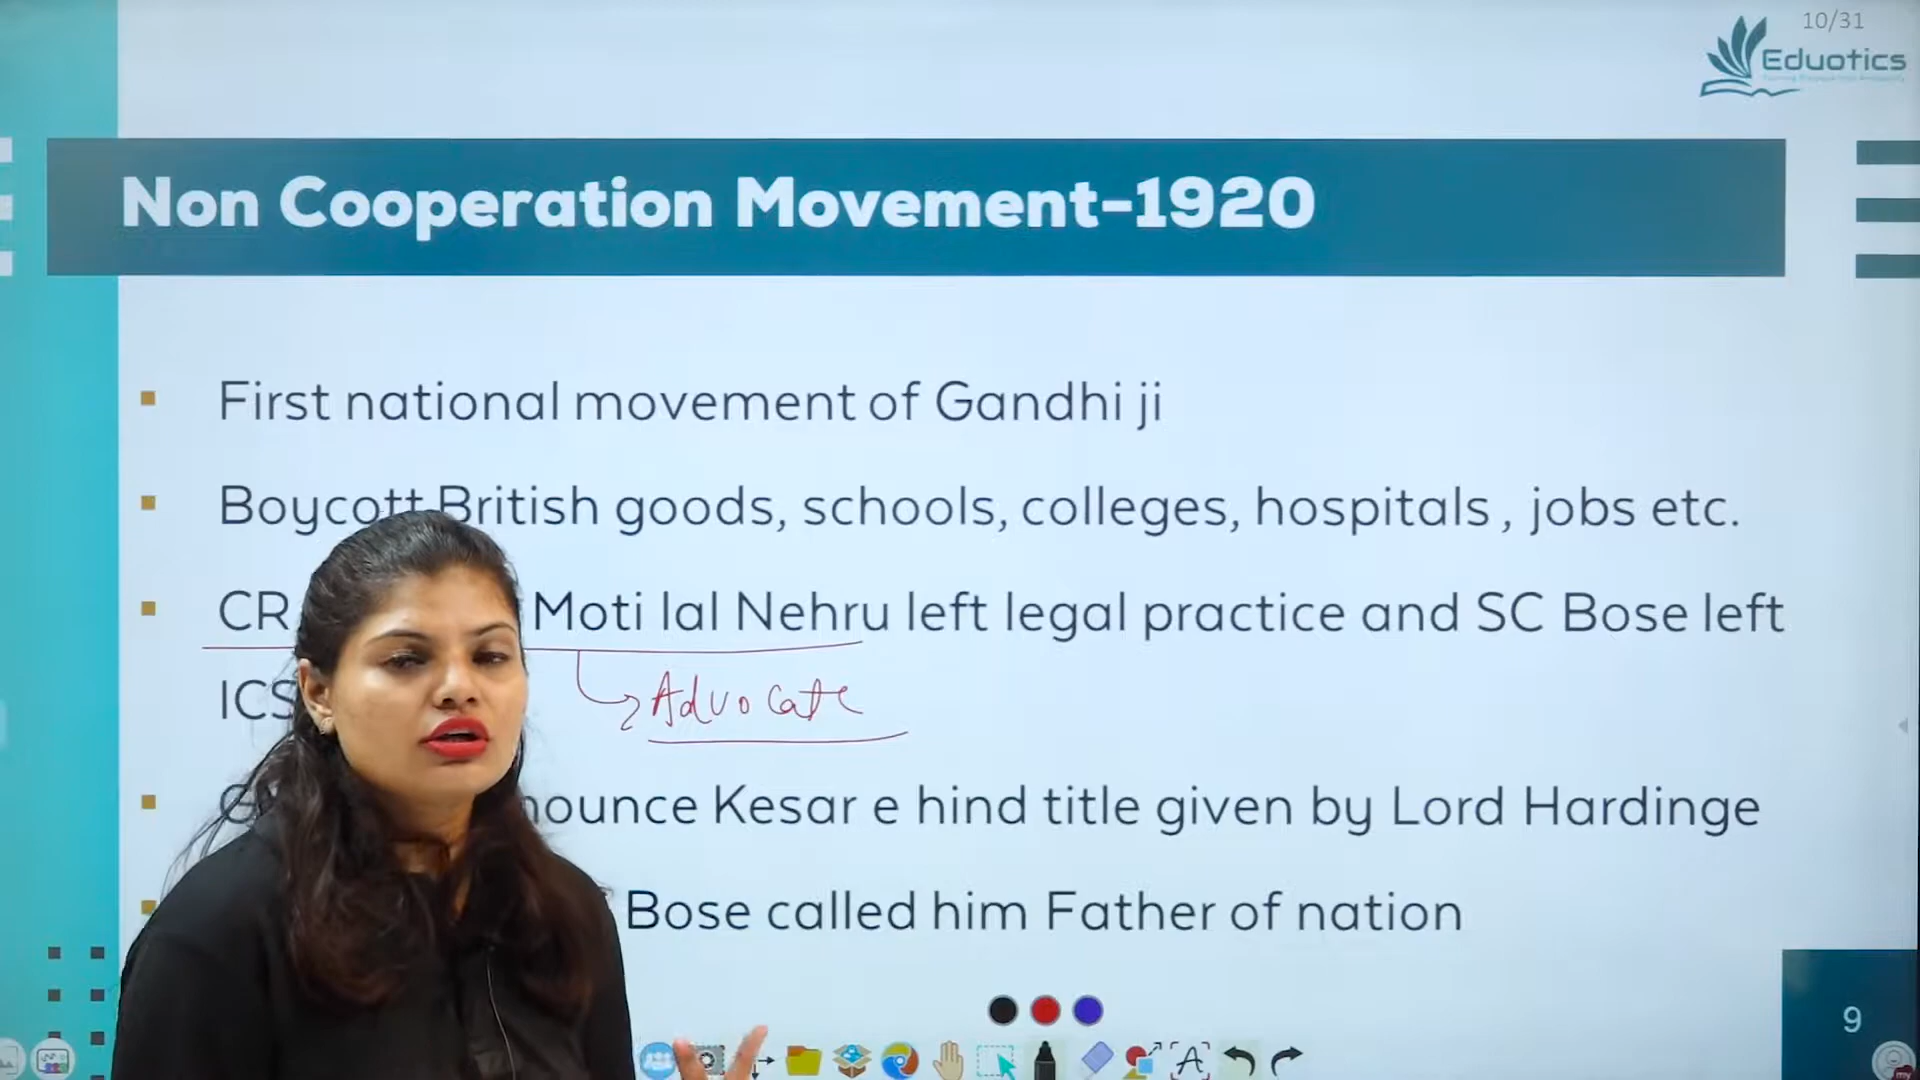 10/31
Eduotics
Non Cooperation Movement-1920
First national movement of Gandhi ji
Boycott British goods, schools, colleges, hospitals, jobs etc.
CR Moti lal Nehru left legal practice and SC Bose left
ICS
Advocate
Kesar e hind title given by Lord Hardinge
Bose called him Father of nation
9